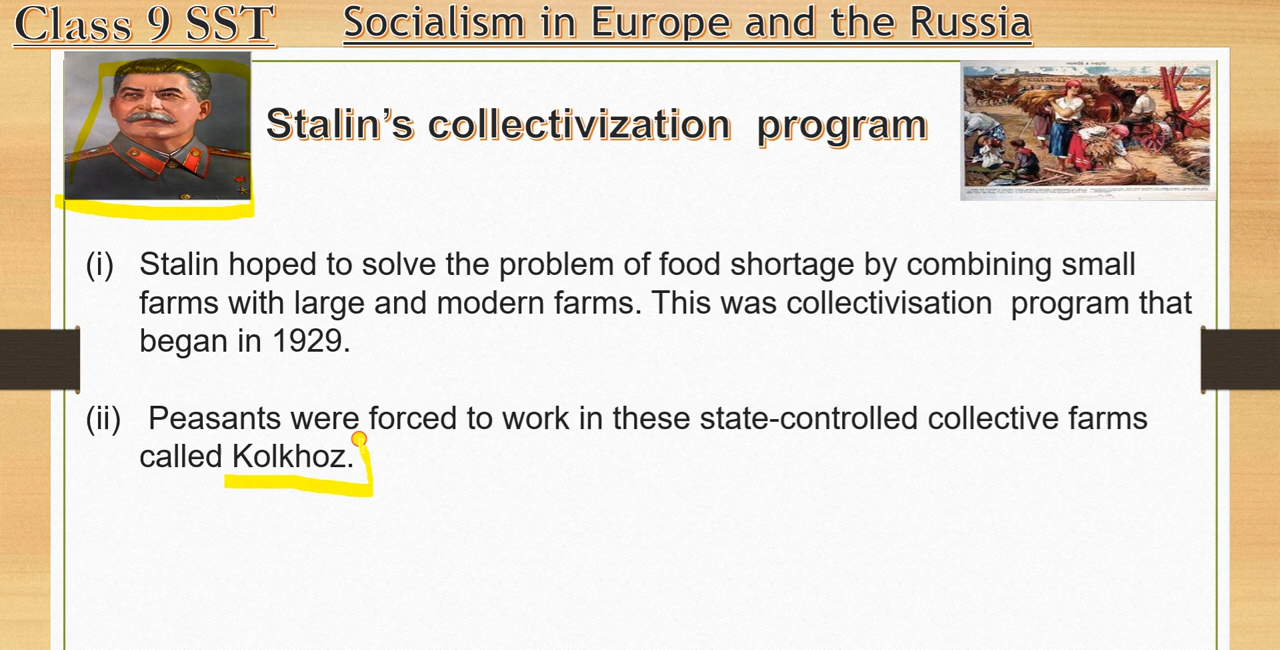 Class 9 SST
Socialism in Europe and the Russia
Stalin’s collectivization program
(i) Stalin hoped to solve the problem of food shortage by combining small
farms with large and modern farms. This was collectivisation program that
began in 1929.
(ii) Peasants were forced to work in these state-controlled collective farms
called Kolkhoz.